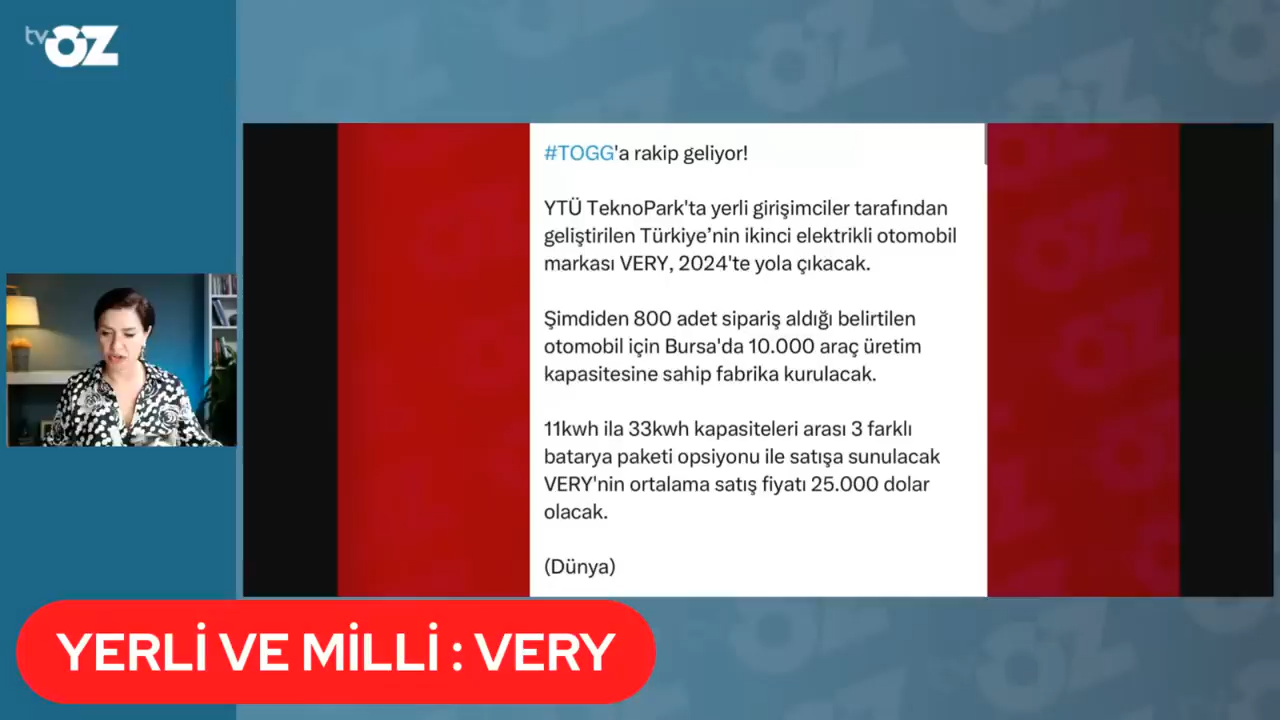 tv ÖZ
#TOGG'a rakip geliyor!
YTÜ TeknoPark'ta yerli girişimciler tarafından
geliştirilen Türkiye’nin ikinci elektrikli otomobil
markası VERY, 2024'te yola çıkacak.
Şimdiden 800 adet sipariş aldığı belirtilen
otomobil için Bursa'da 10.000 araç üretim
kapasitesine sahip fabrika kurulacak.
11kwh ila 33kwh kapasiteleri arası 3 farklı
batarya paketi opsiyonu ile satışa sunulacak
VERY'nin ortalama satış fiyatı 25.000 dolar
olacak.
(Dünya)
YERLİ VE MİLLİ : VERY